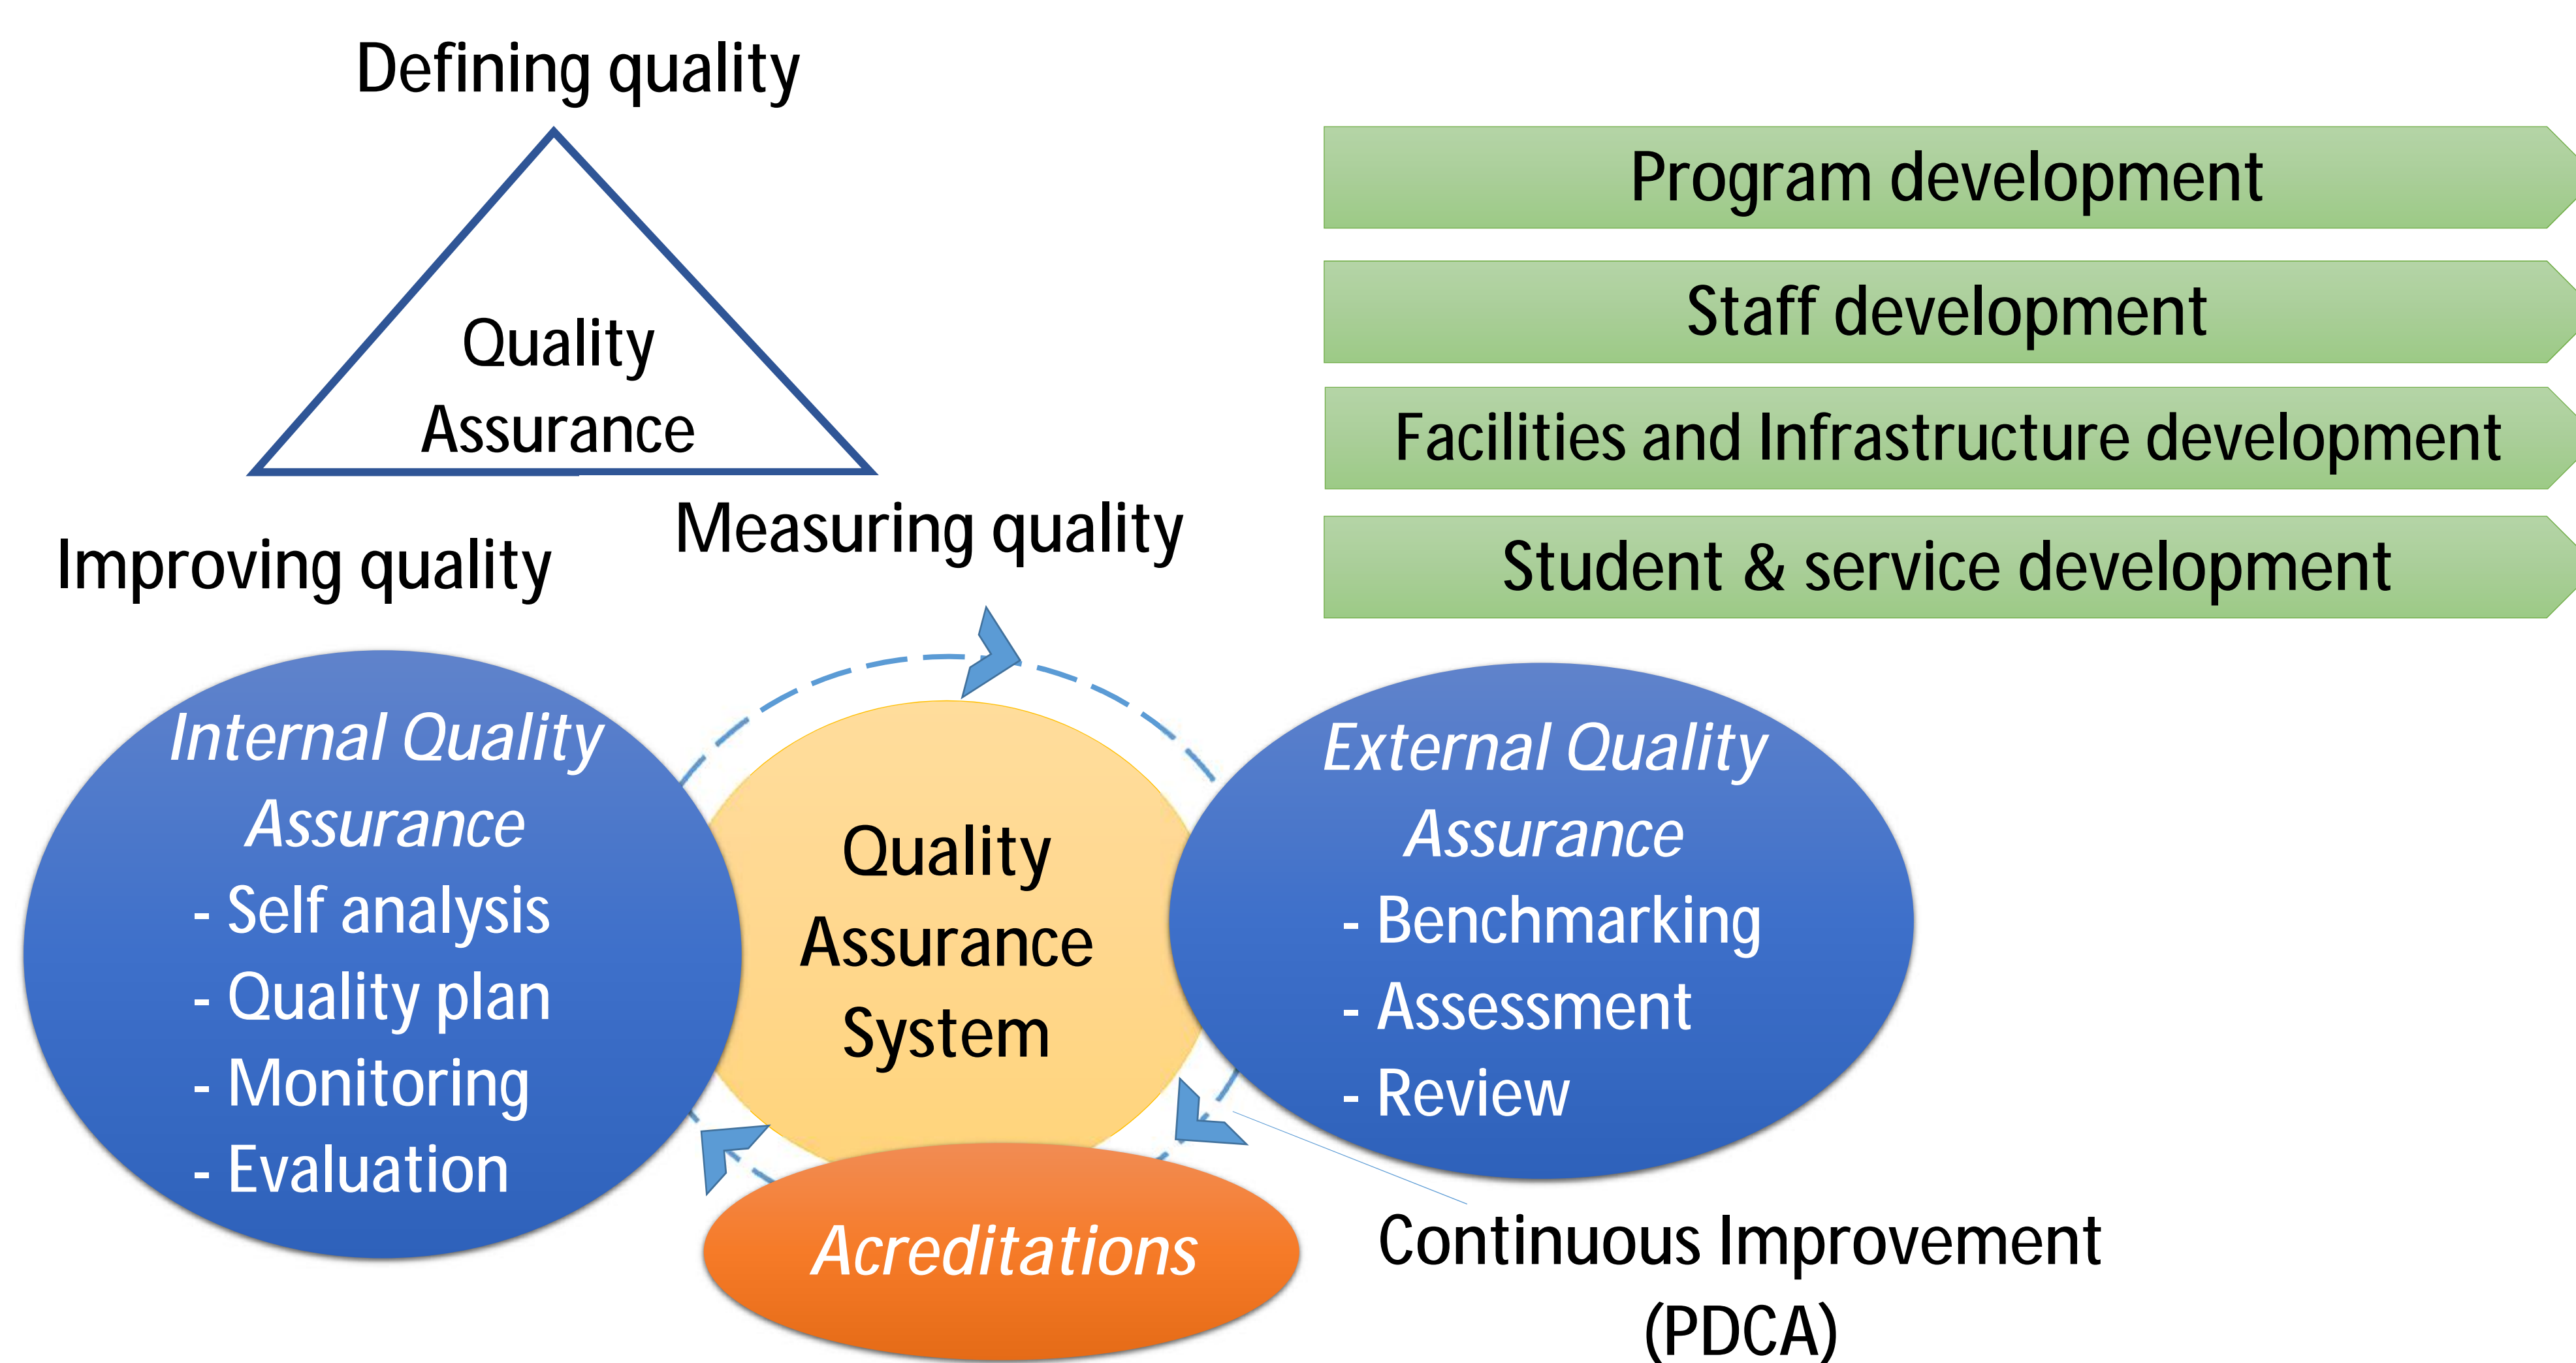 Defining quality
Quality
Assurance
Improving quality
Measuring quality
Program development
Staff development
Facilities and Infrastructure development
Student & service development
Internal Quality
Assurance
- Self analysis
- Quality plan
- Monitoring
- Evaluation
Quality
Assurance
System
External Quality
Assurance
- Benchmarking
- Assessment
- Review
Acreditations
Continuous Improvement
(PDCA)